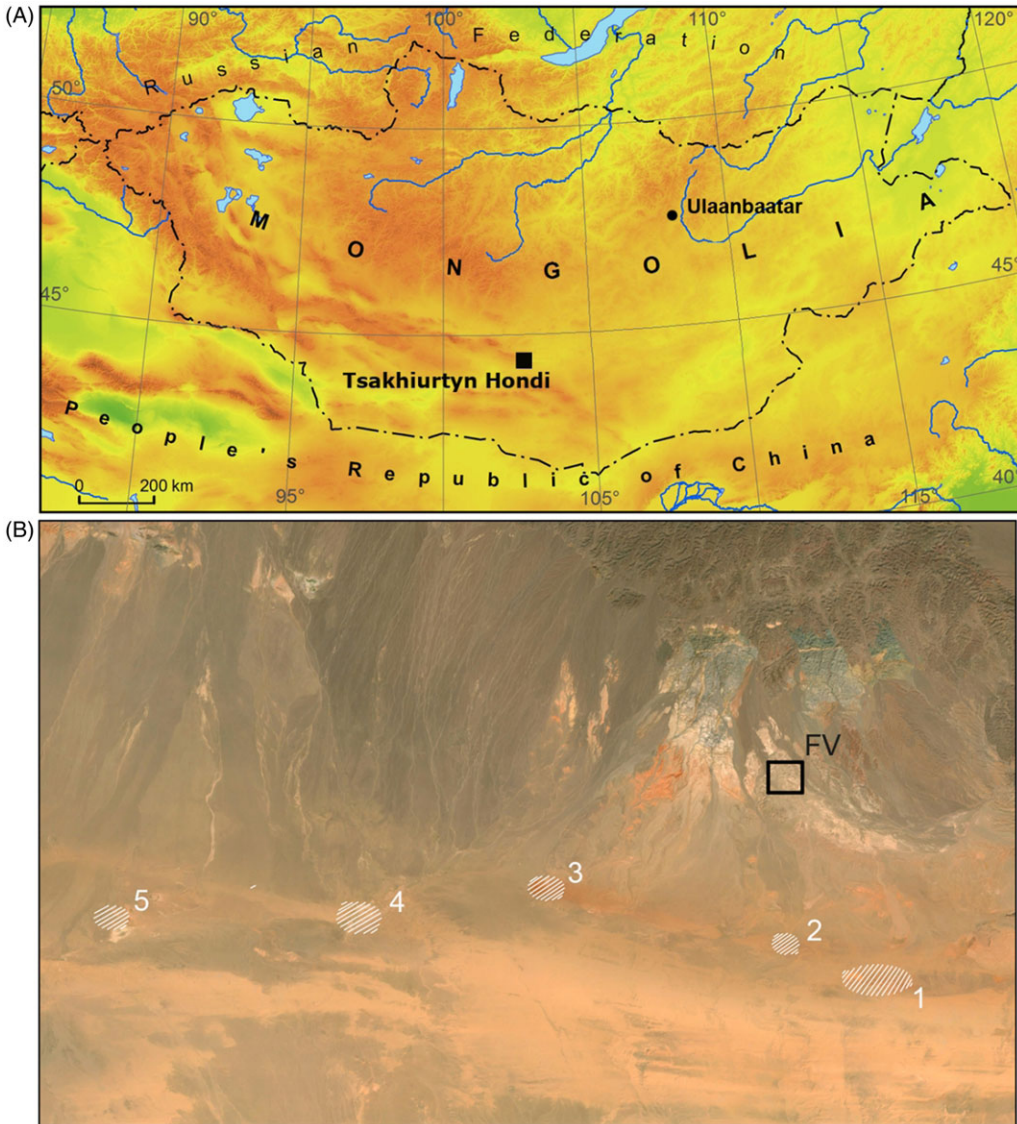 (A)
90°
100°
110°
120°
Russian Federation
50°
Ulaanbaatar
MONGOLIA
45°
45°
Tsakhiurtyn Hondi
People's Republic of China
0 200 km
95°
105°
115°
40°
(B)
FV
3
5
4
2
1